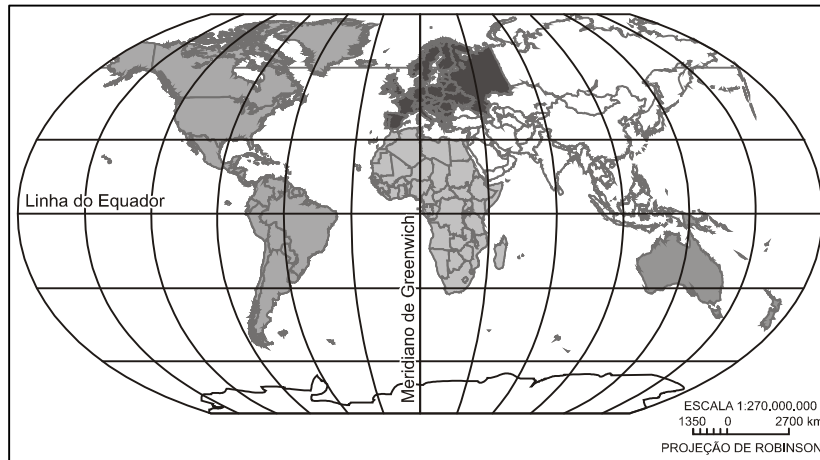 Linha do Equador
Meridiano de Greenwich
ESCALA 1:270.000.000
1350 0 2700 km
PROJEÇÃO DE ROBINSON